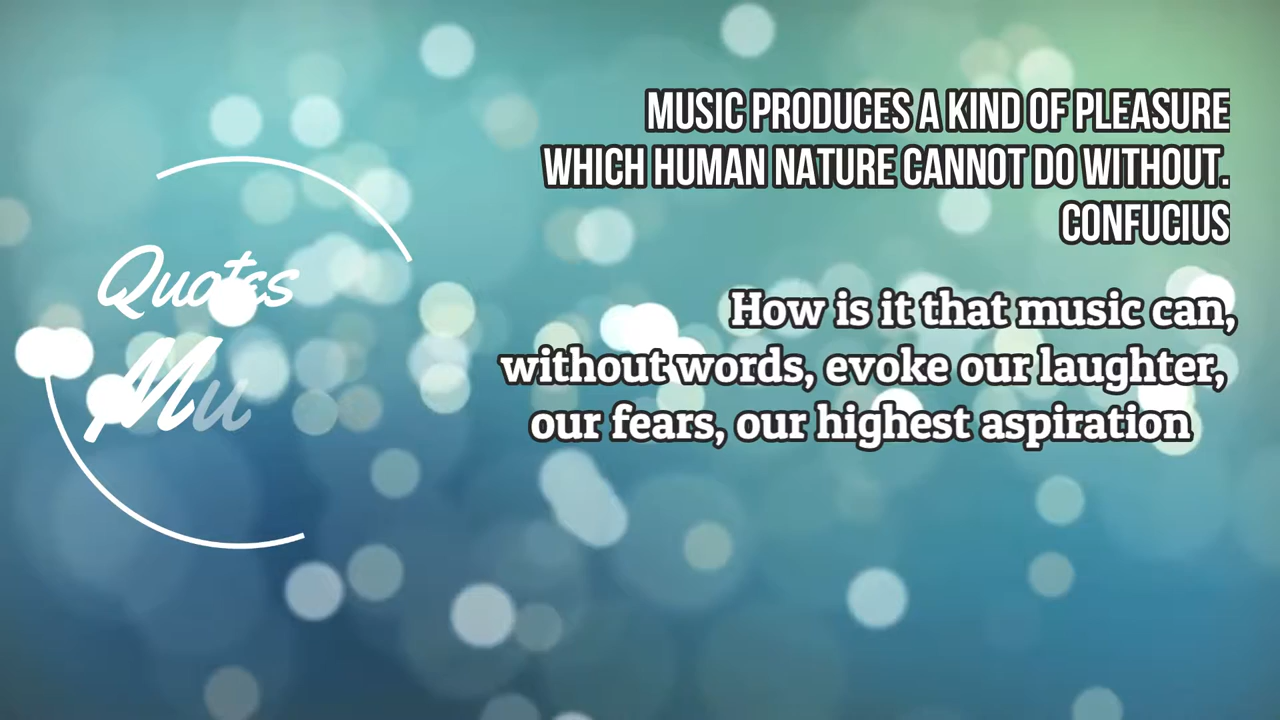 Quotes
Mu
MUSIC PRODUCES A KIND OF PLEASURE
WHICH HUMAN NATURE CANNOT DO WITHOUT.
CONFUCIUS
How is it that music can,
without words, evoke our laughter,
our fears, our highest aspiration